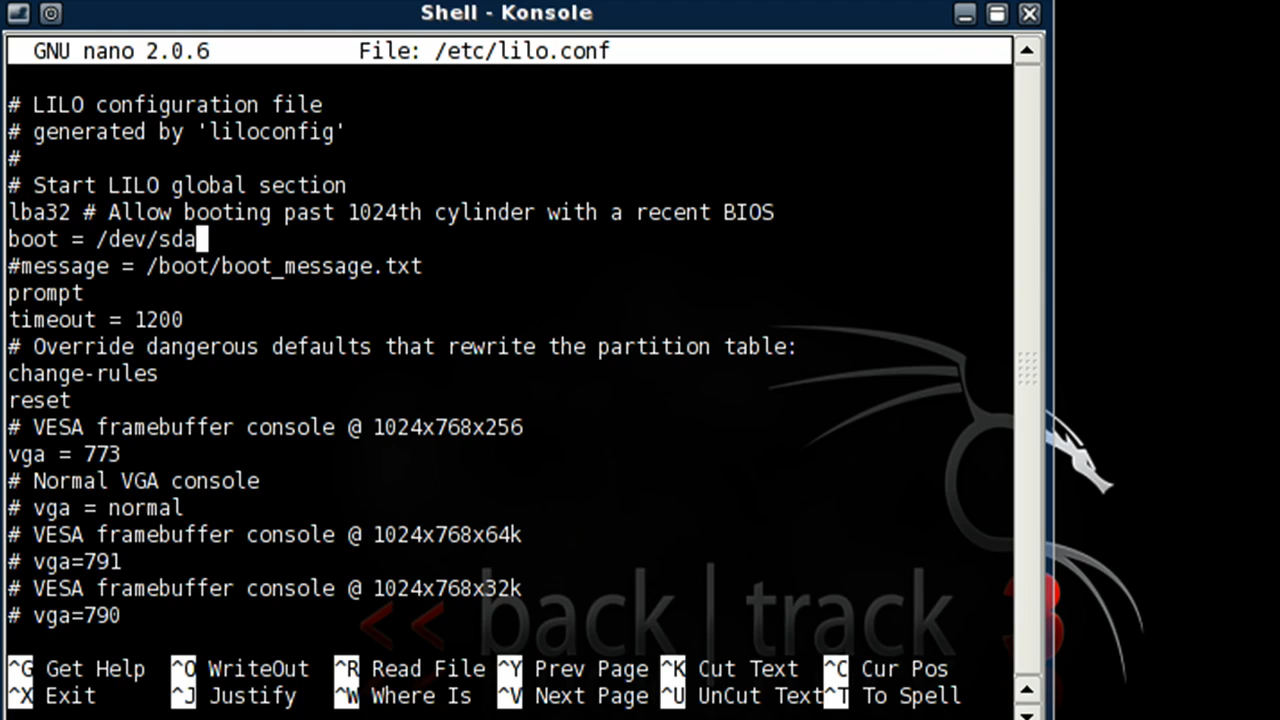 Shell - Konsole
GNU nano 2.0.6 File: /etc/lilo.conf
# LILO configuration file
# generated by 'liloconfig'
#
# Start LILO global section
lba32 # Allow booting past 1024th cylinder with a recent BIOS
boot = /dev/sda
#message = /boot/boot_message.txt
prompt
timeout = 1200
# Override dangerous defaults that rewrite the partition table:
change-rules
reset
# VESA framebuffer console @ 1024x768x256
vga = 773
# Normal VGA console
# vga = normal
# VESA framebuffer console @ 1024x768x64k
# vga=791
# VESA framebuffer console @ 1024x768x32k
# vga=790
<< back|track 3
^G Get Help ^O WriteOut ^R Read File ^Y Prev Page ^K Cut Text ^C Cur Pos
^X Exit ^J Justify ^W Where Is ^V Next Page ^U UnCut Text ^T To Spell